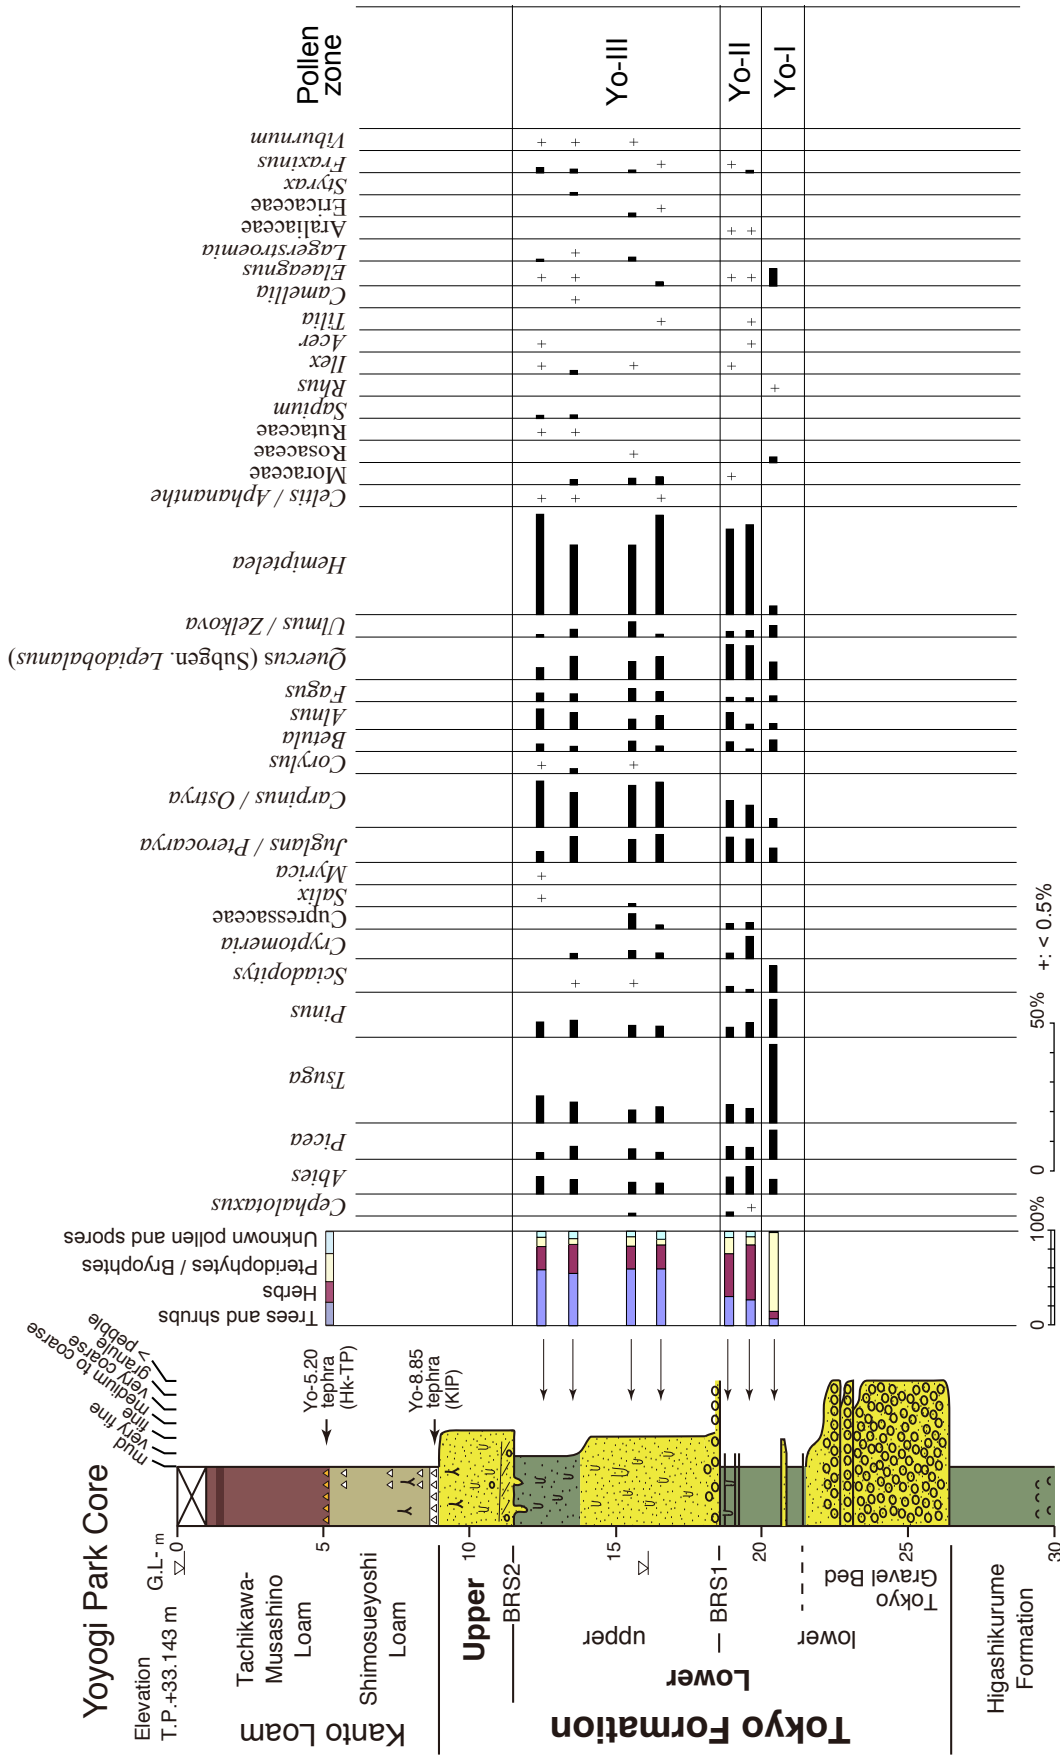 Yoyogi Park Core
Elevation
T.P.+33.143 m
G.L- m
0
5
10
15
20
25
30
Tachikawa-
Musashino
Loam
Shimosueyoshi
Loam
Kanto Loam
Upper
BRS2
upper
BRS1
lower
Lower
Tokyo
Gravel Bed
Tokyo Formation
Higashikurume
Formation
mud
very fine
fine
medium to coarse
very coarse
granule
> pebble
Yo-5.20
tephra
(Hk-TP)
Yo-8.85
tephra
(KIP)
Trees and shrubs
Herbs
Pteridophytes / Bryophtes
Unknown pollen and spores
Cephalotaxus
Abies
Picea
Tsuga
Pinus
Sciadopitys
Cryptomeria
Cupressaceae
Salix
Myrica
Juglans / Pterocarya
Carpinus / Ostrya
Corylus
Betula
Alnus
Fagus
Quercus (Subgen. Lepidobalanus)
Ulmus / Zelkova
Hemiptelea
Celtis / Aphananthe
Moraceae
Rosaceae
Rutaceae
Sapium
Rhus
Ilex
Acer
Tilia
Camellia
Elaeagnus
Lagerstroemia
Araliaceae
Ericaceae
Styrax
Fraxinus
Viburnum
Pollen
zone
Yo-III
Yo-II
Yo-I
0
100%
0
50%
+: < 0.5%